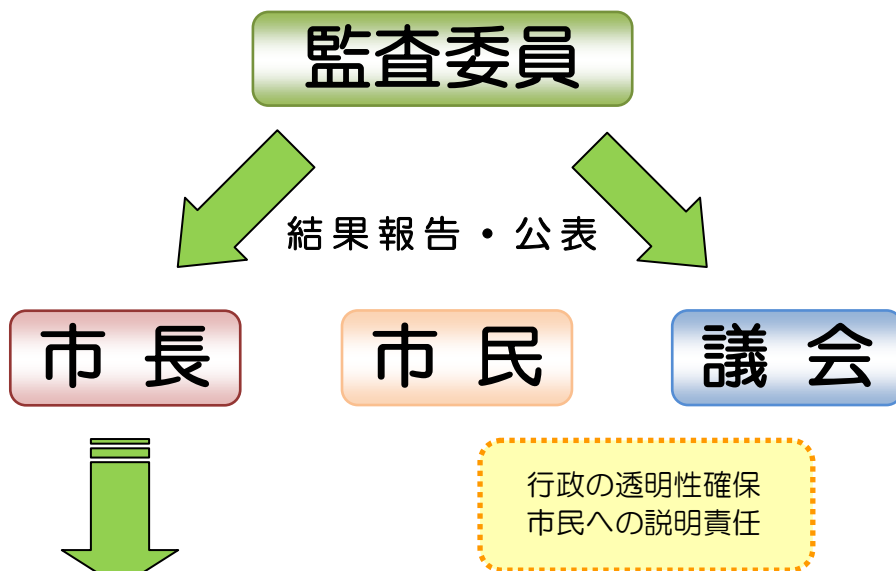 監査委員
結果報告・公表
市長
市民
議会
行政の透明性確保
市民への説明責任